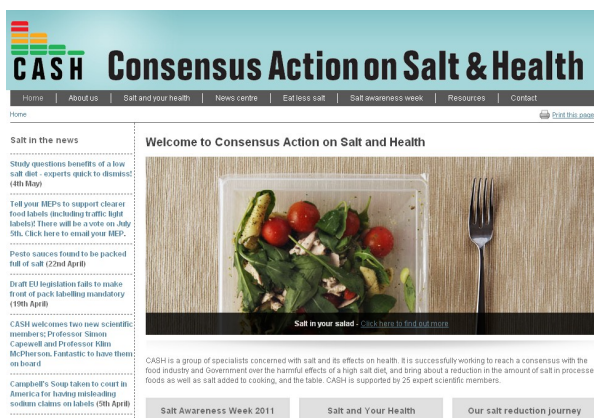 CASH Consensus Action on Salt & Health
Home About us Salt and your health News centre Eat less salt Salt awareness week Resources Contact
Home
Print this page
Salt in the news
Study questions benefits of a low
salt diet - experts quick to dismiss!
(4th May)
Tell your MEPs to support clearer
food labels (including traffic light
labels)! There will be a vote on July
5th. Click here to email your MEP.
Pesto sauces found to be packed
full of salt (22nd April)
Draft EU legislation fails to make
front of pack labelling mandatory
(19th April)
CASH welcomes two new scientific
members; Professor Simon
Capewell and Professor Klim
McPherson. Fantastic to have them
on board
Campbell's Soup taken to court in
America for having misleading
sodium claims on labels (5th April)
Welcome to Consensus Action on Salt and Health
Salt in your salad - Click here to find out more
CASH is a group of specialists concerned with salt and its effects on health. It is successfully working to reach a consensus with the
food industry and Government over the harmful effects of a high salt diet, and bring about a reduction in the amount of salt in processe
foods as well as salt added to cooking, and the table. CASH is supported by 25 expert scientific members.
Salt Awareness Week 2011
Salt and Your Health
Our salt reduction journey